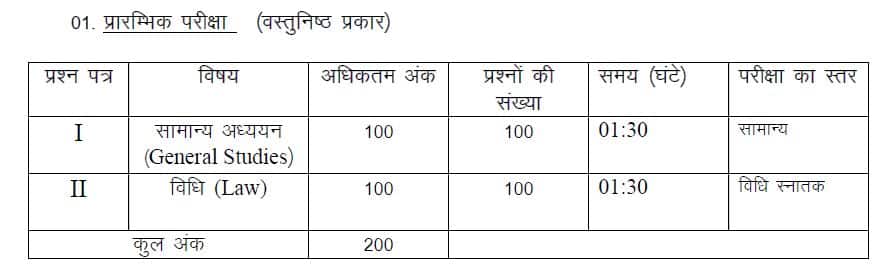 01. प्रारम्भिक परीक्षा (वस्तुनिष्ठ प्रकार)
प्रश्न पत्र विषय अधिकतम अंक प्रश्नों की संख्या समय (घंटे) परीक्षा का स्तर
I सामान्य अध्ययन (General Studies) 100 100 01:30 सामान्य
II विधि (Law) 100 100 01:30 विधि स्नातक
कुल अंक 200